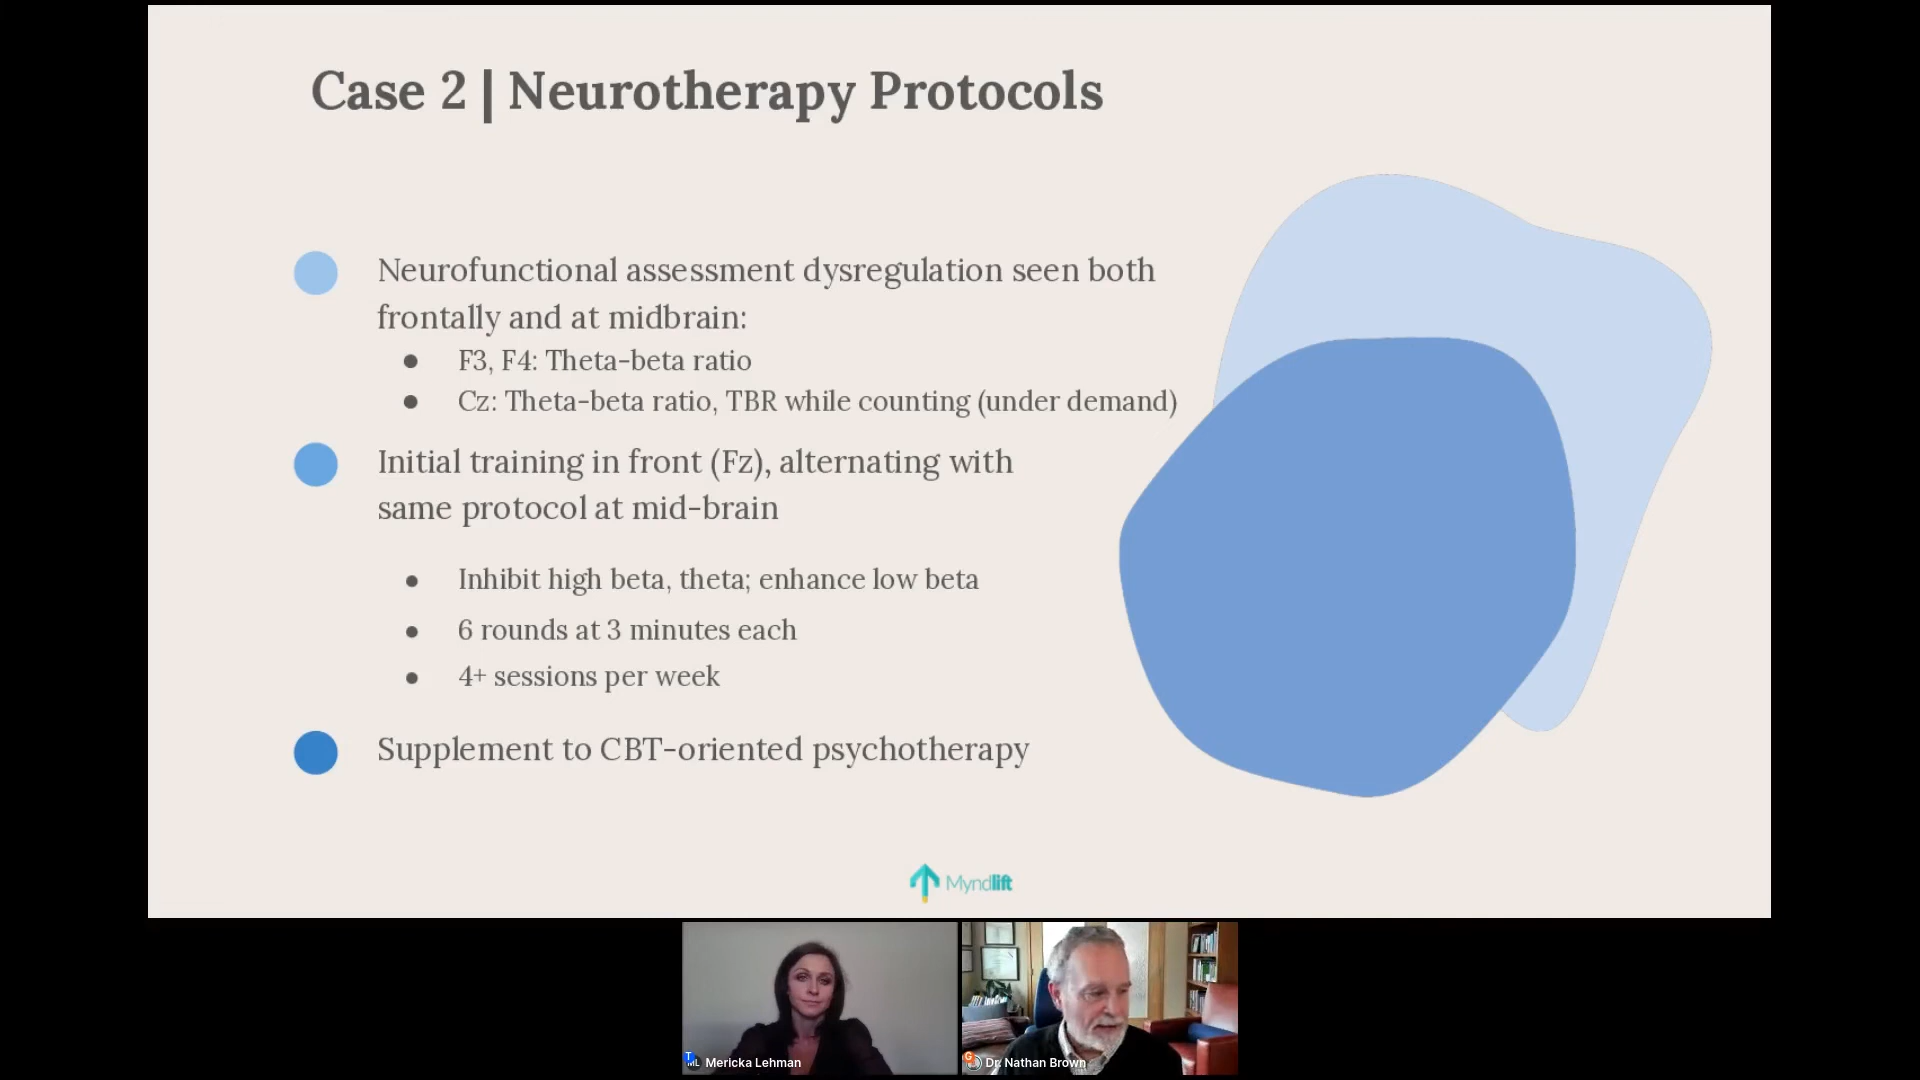 Case 2 | Neurotherapy Protocols
Neurofunctional assessment dysregulation seen both
frontally and at midbrain:
● F3, F4: Theta-beta ratio
● Cz: Theta-beta ratio, TBR while counting (under demand)
Initial training in front (Fz), alternating with
same protocol at mid-brain
● Inhibit high beta, theta; enhance low beta
● 6 rounds at 3 minutes each
● 4+ sessions per week
Supplement to CBT-oriented psychotherapy
Myndlift
T ML Mericka Lehman
G Dr. Nathan Brown